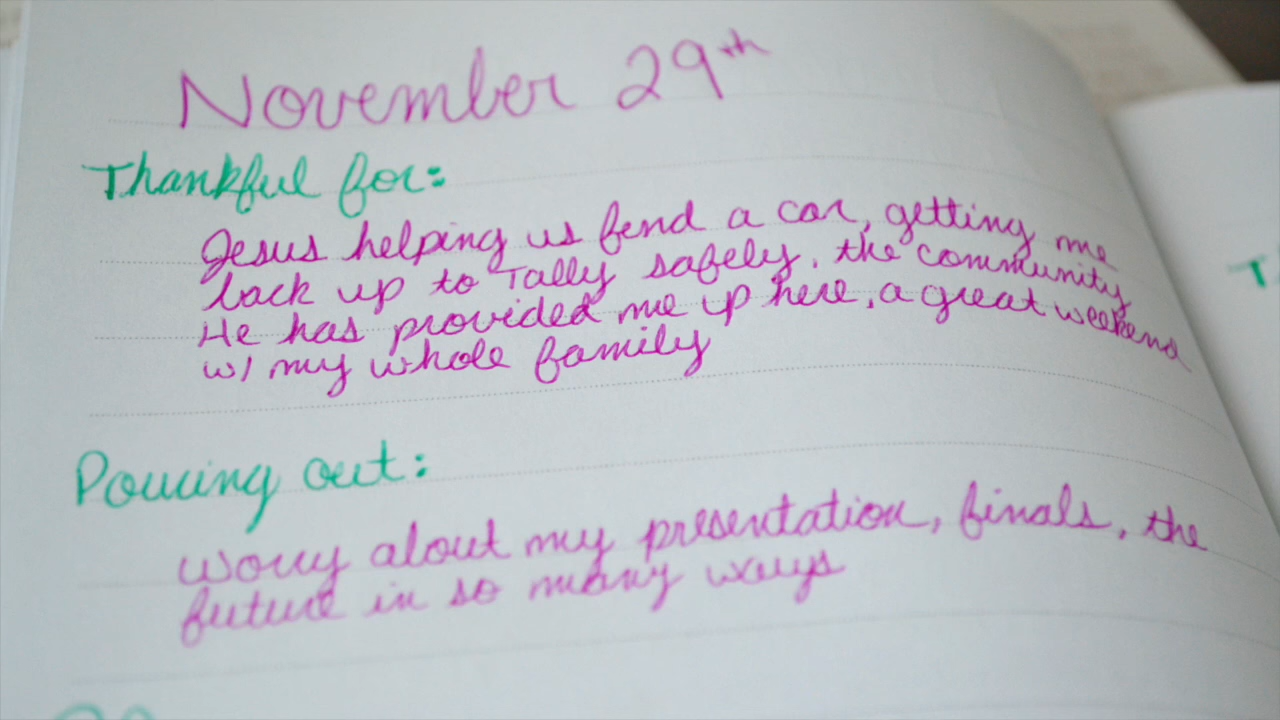 November 29th
Thankful for:
Jesus helping us find a car, getting me
back up to Tally safely, the community
He has provided me up here, a great weekend
w/ my whole family
Pouring out:
worry about my presentation, finals, the
future in so many ways